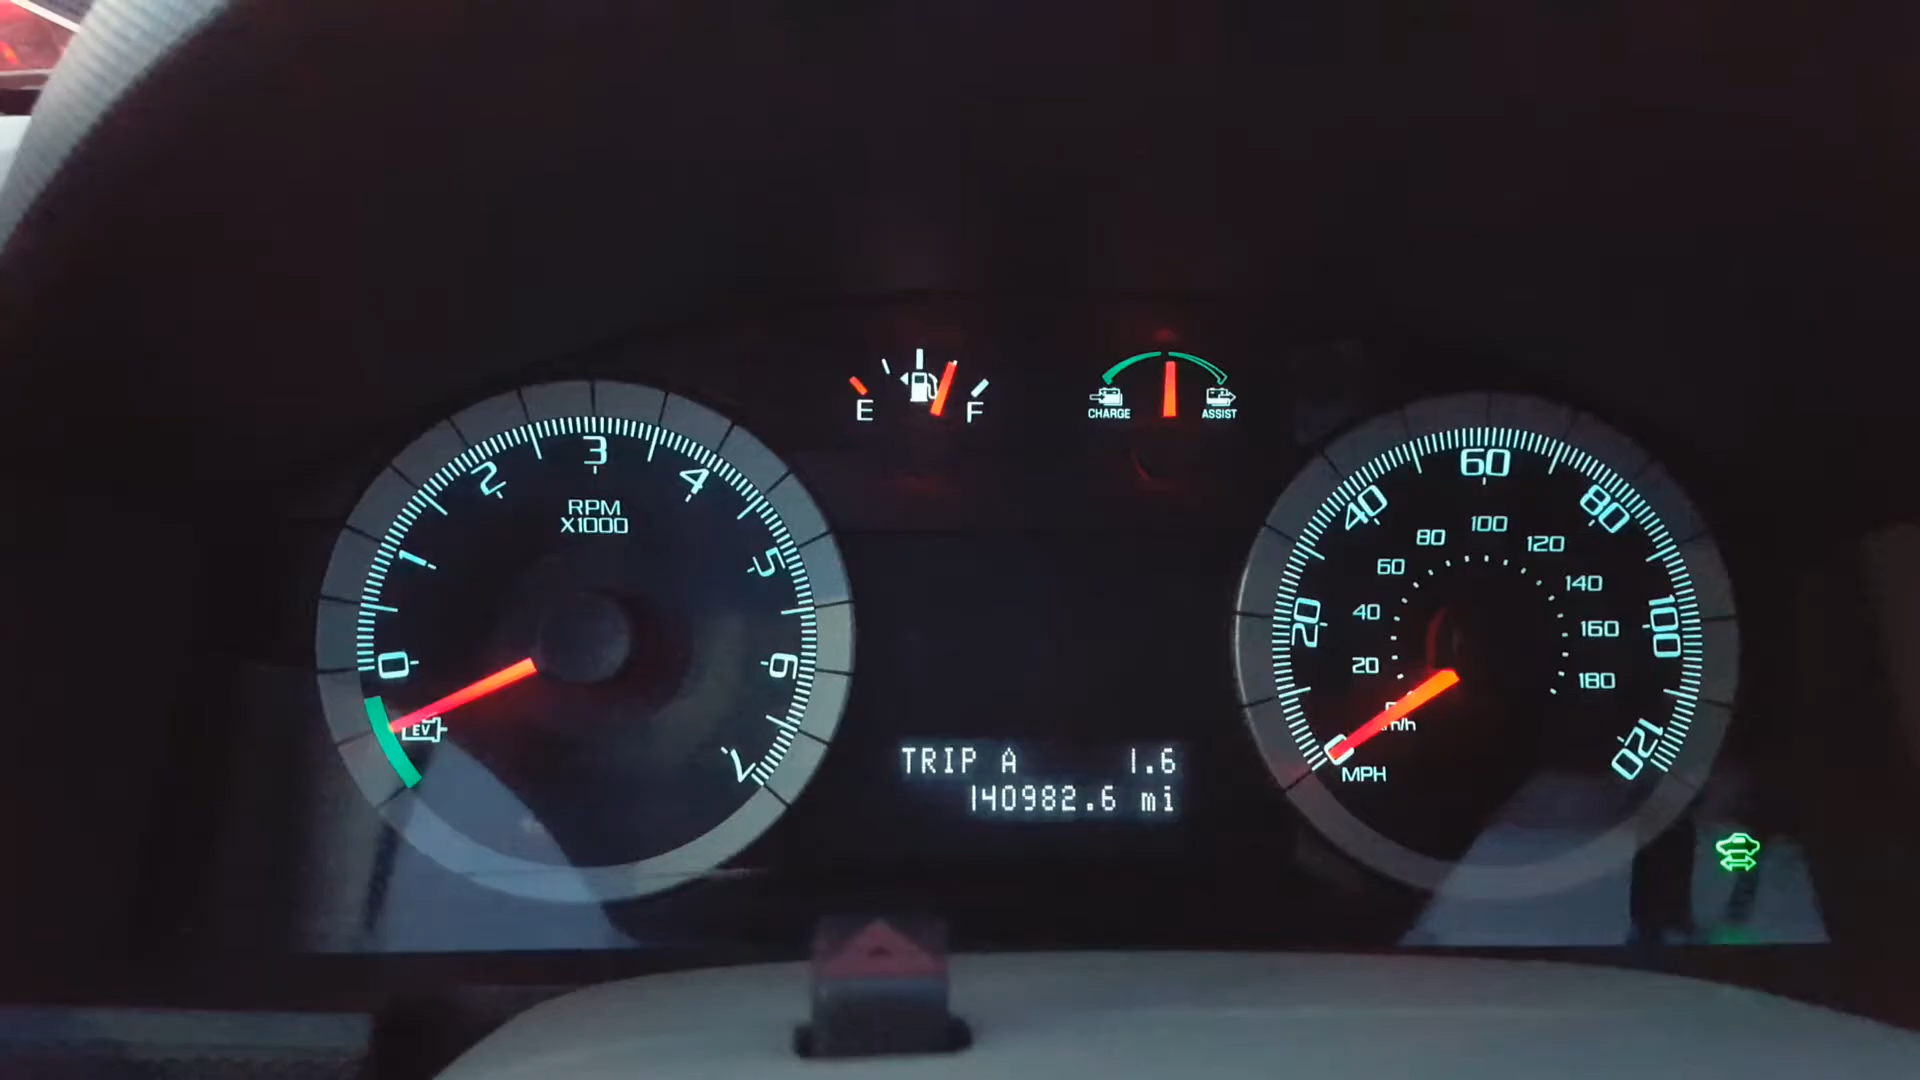 E F
CHARGE ASSIST
0 1 2 3 4 5 6 7
RPM
X1000
EV
20 40 60 80 100 120
20 40 60 80 100 120 140 160 180
MPH
TRIP A 1.6
140982.6 mi